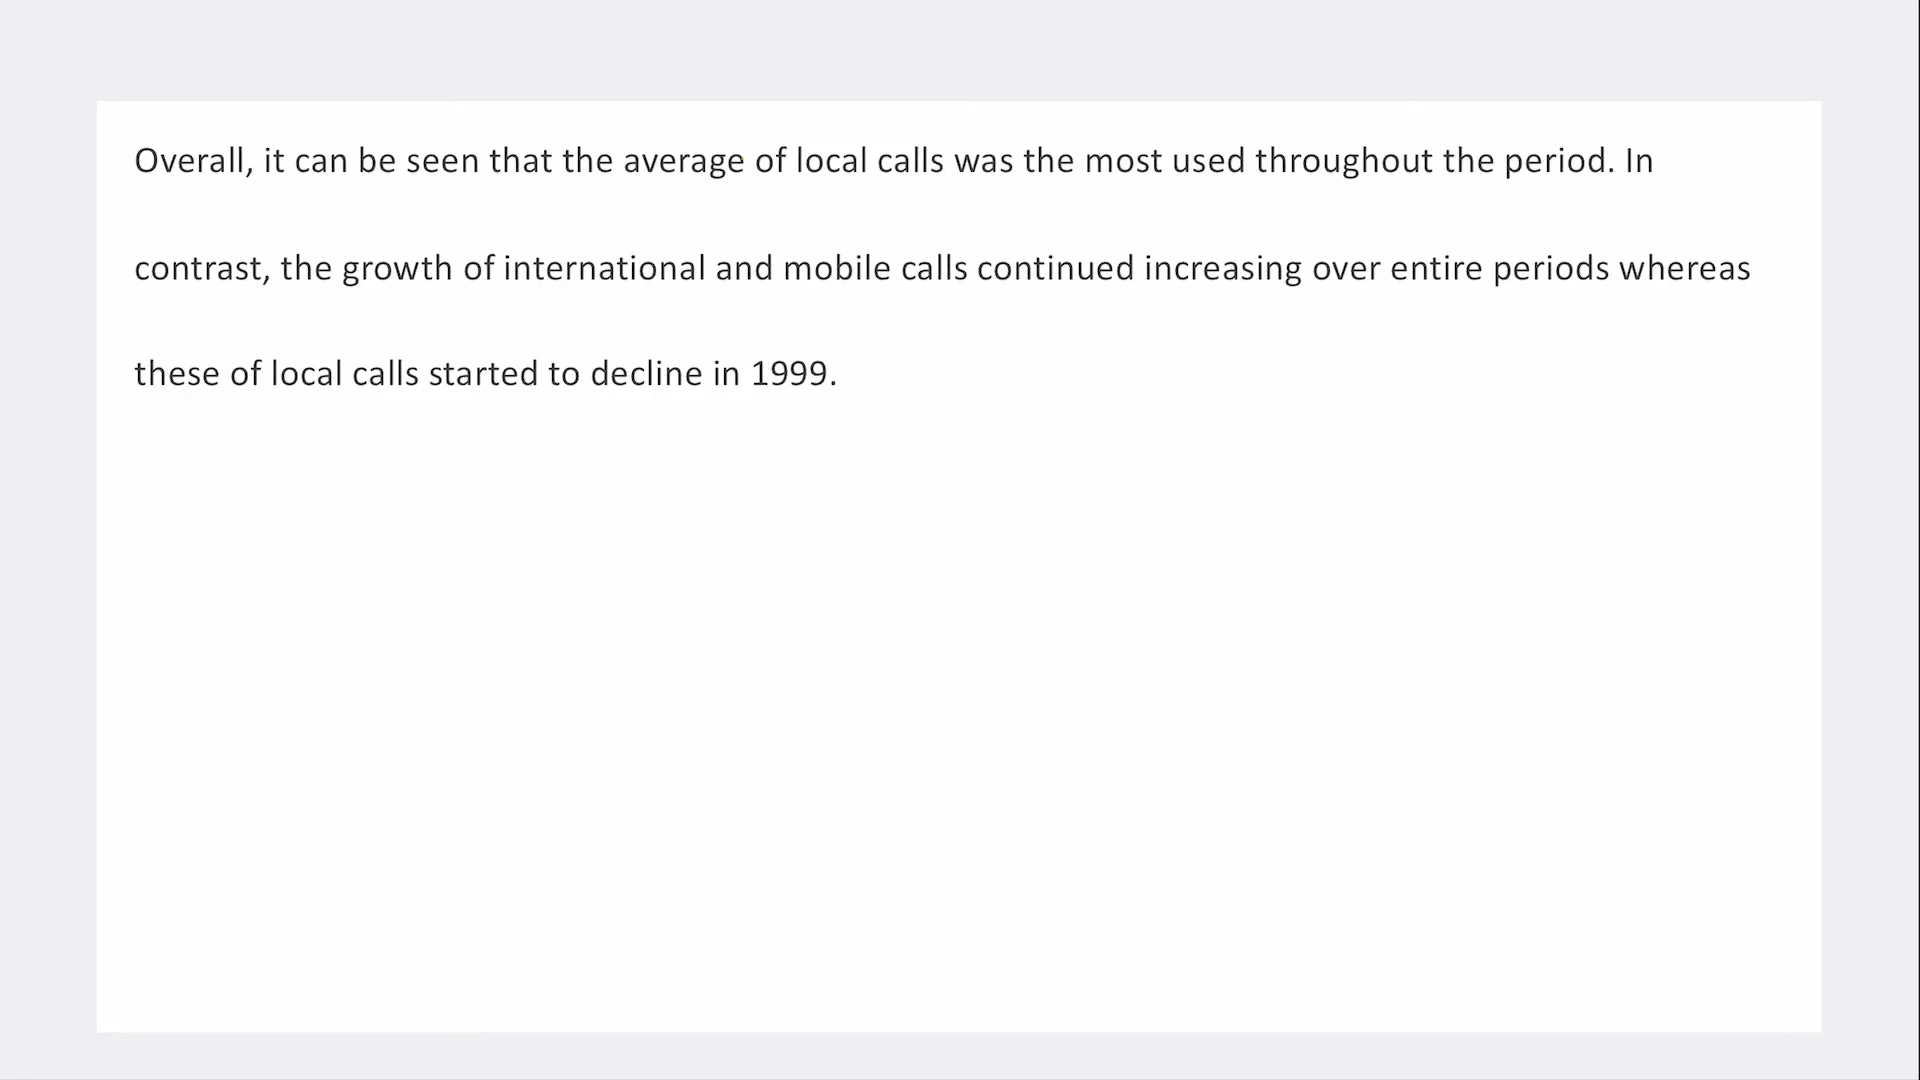 Overall, it can be seen that the average of local calls was the most used throughout the period. In
contrast, the growth of international and mobile calls continued increasing over entire periods whereas
these of local calls started to decline in 1999.